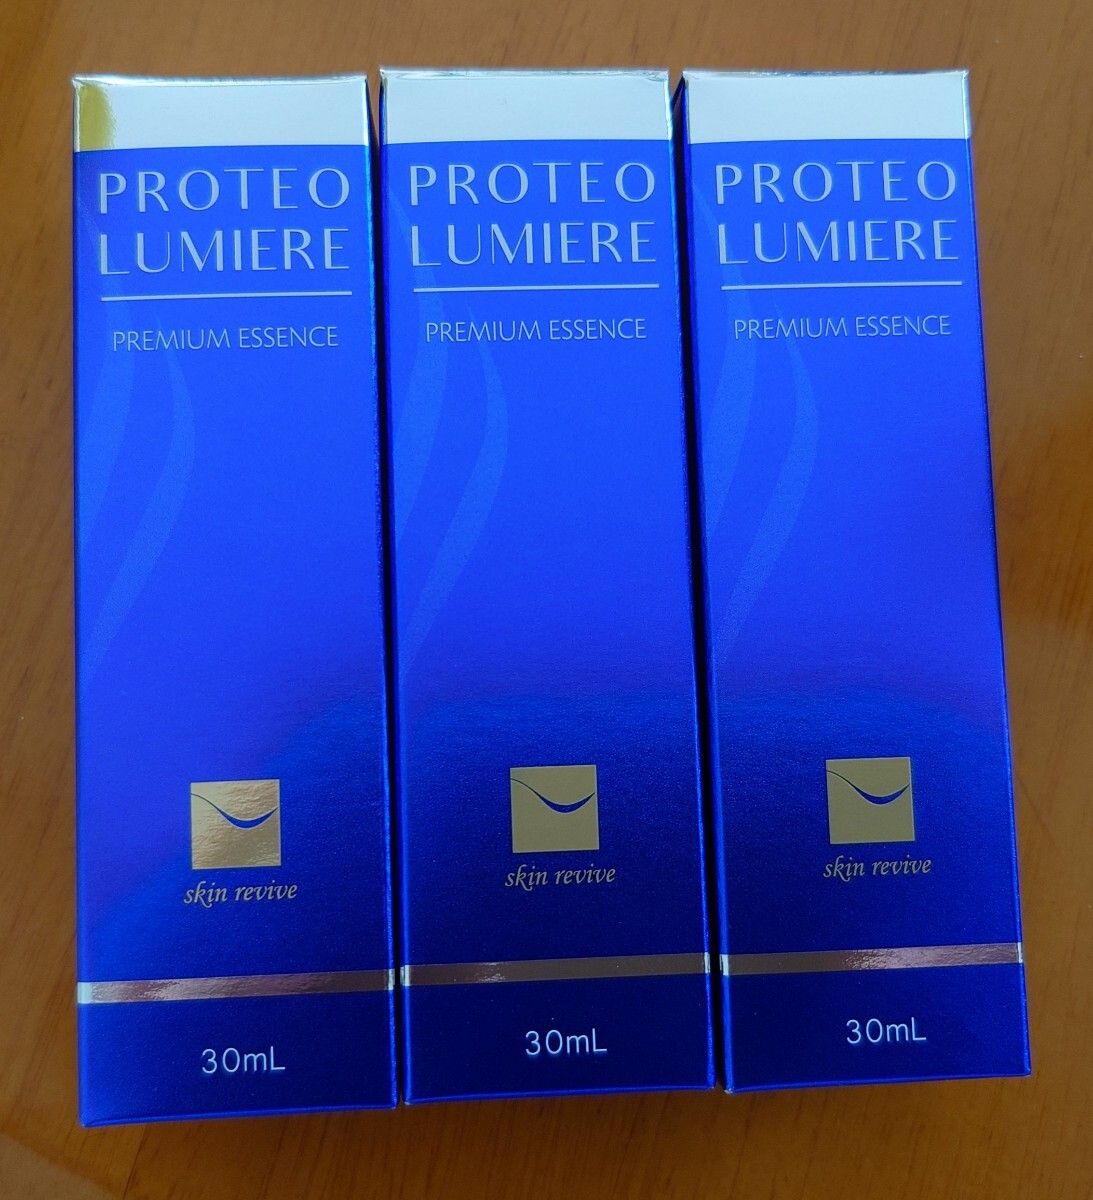 PROTEO
LUMIERE
PREMIUM ESSENCE
skin revive
30mL
PROTEO
LUMIERE
PREMIUM ESSENCE
skin revive
30mL
PROTEO
LUMIERE
PREMIUM ESSENCE
skin revive
30mL